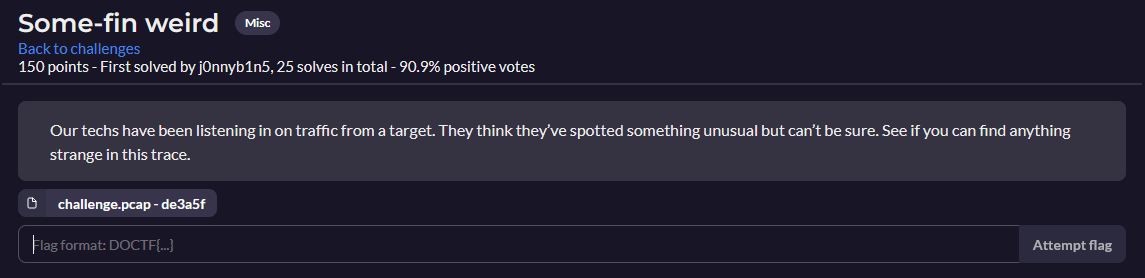 Some-fin weird Misc
Back to challenges
150 points - First solved by j0nnyb1n5, 25 solves in total - 90.9% positive votes
Our techs have been listening in on traffic from a target. They think they’ve spotted something unusual but can’t be sure. See if you can find anything
strange in this trace.
challenge.pcap - de3a5f
Flag format: DOCTF{...} Attempt flag